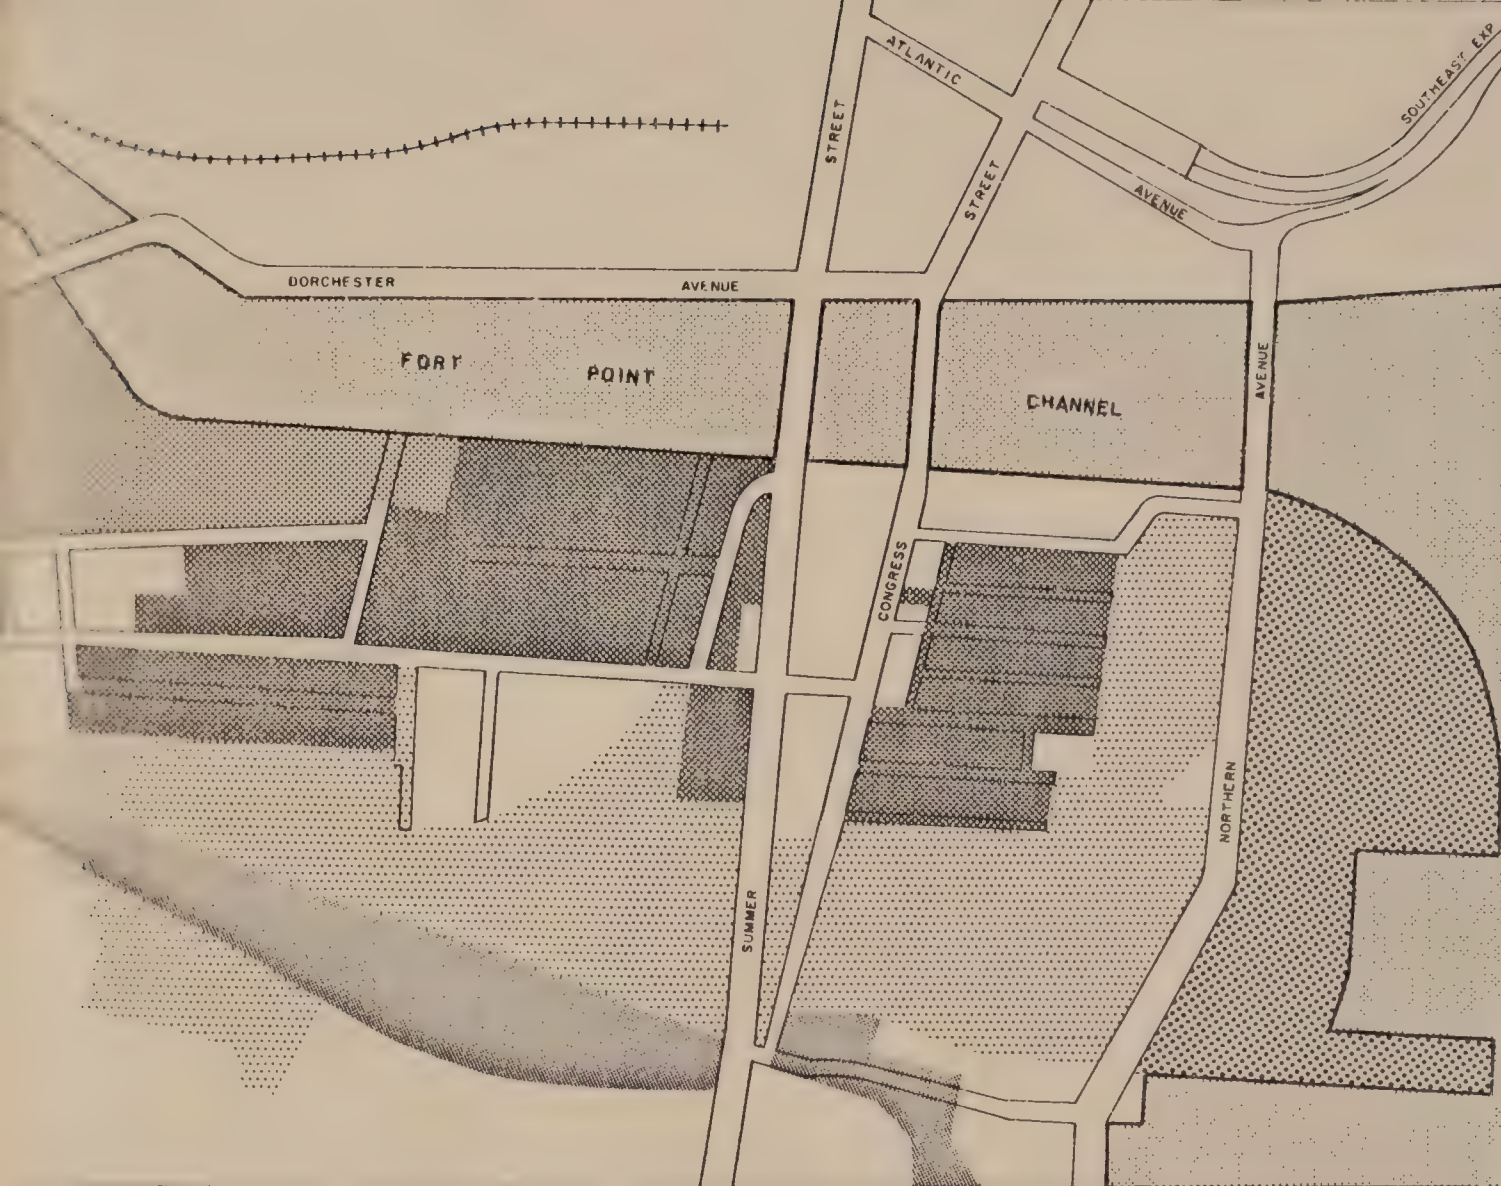 ATLANTIC
SOUTHEAST EXP
STREET
STREET
AVENUE
DORCHESTER AVENUE
FORT POINT CHANNEL
AVENUE
CONGRESS
NORTHERN
SUMMER